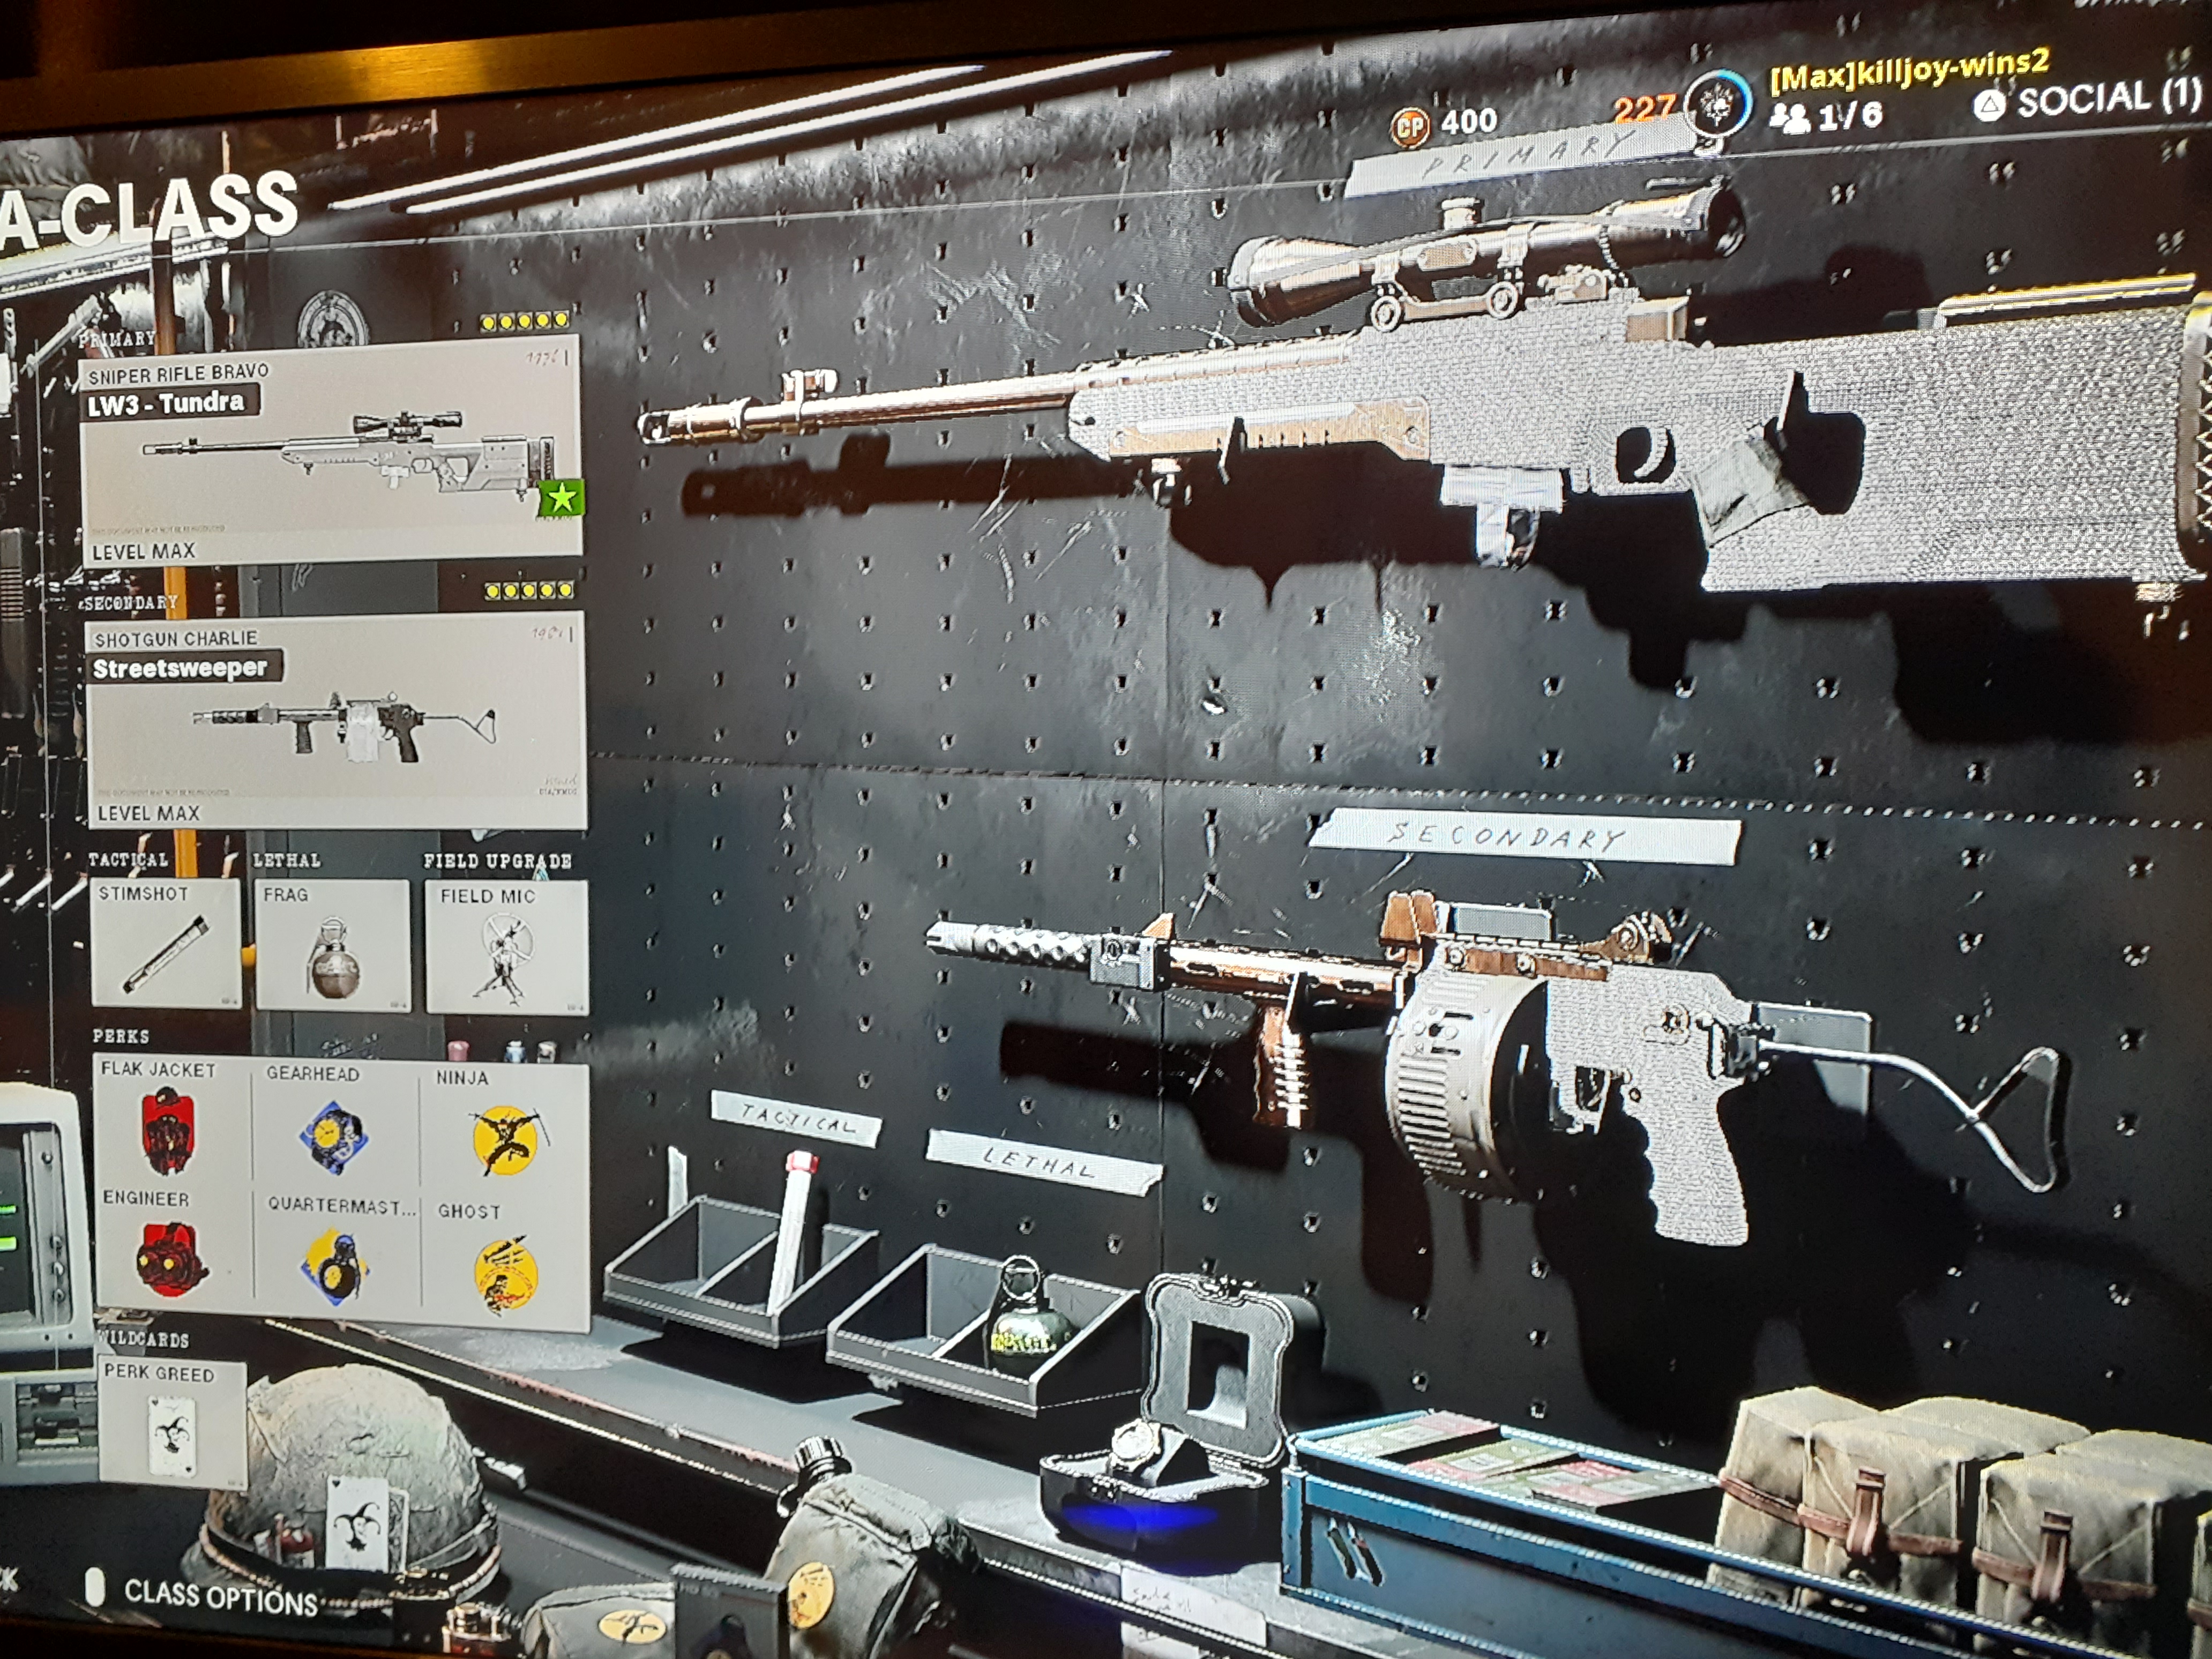 [Max]killjoy-wins2
CP 400
227
1/6
SOCIAL (1)
A-CLASS
PRIMARY
PRIMARY
SNIPER RIFLE BRAVO
LW3 - Tundra
LEVEL MAX
SECONDARY
SHOTGUN CHARLIE
Streetsweeper
LEVEL MAX
SECONDARY
TACTICAL
LETHAL
FIELD UPGRADE
STIMSHOT
FRAG
FIELD MIC
PERKS
FLAK JACKET
GEARHEAD
NINJA
ENGINEER
QUARTERMAST...
GHOST
TACTICAL
LETHAL
WILDCARDS
PERK GREED
CLASS OPTIONS